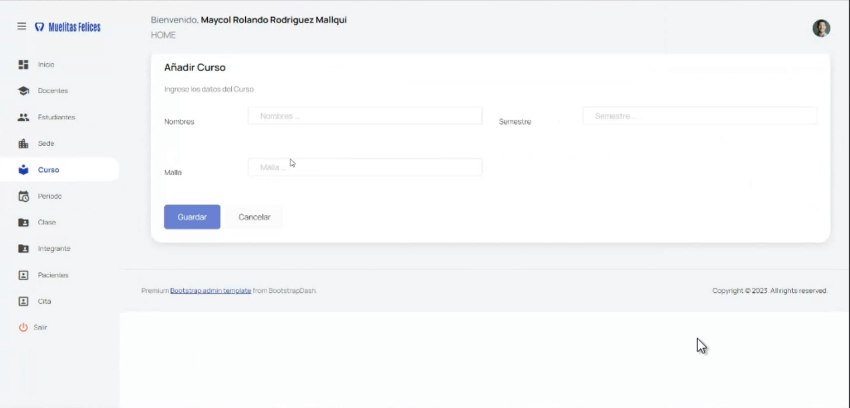 Muelitas Felices
Bienvenido, Maycol Rolando Rodriguez Mallqui
HOME
Inicio
Docentes
Estudiantes
Sede
Curso
Periodo
Clase
Integrante
Pacientes
Cita
Salir
Añadir Curso
Ingrese los datos del Curso
Nombres
Nombres ...
Semestre
Semestre ...
Malla
Malla ...
Guardar
Cancelar
Premium Bootstrap admin template from BootstrapDash.
Copyright © 2023. All rights reserved.